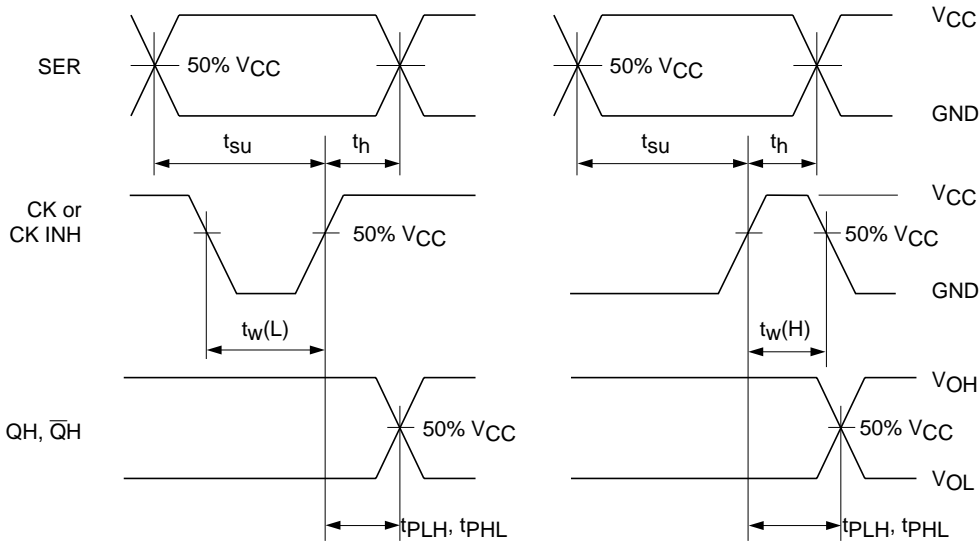 SER
50% VCC
50% VCC
VCC
GND
tsu
th
tsu
th
CK or
CK INH
50% VCC
50% VCC
VCC
GND
tw(L)
tw(H)
QH, Q̅H
50% VCC
50% VCC
VOH
VOL
tPLH, tPHL
tPLH, tPHL